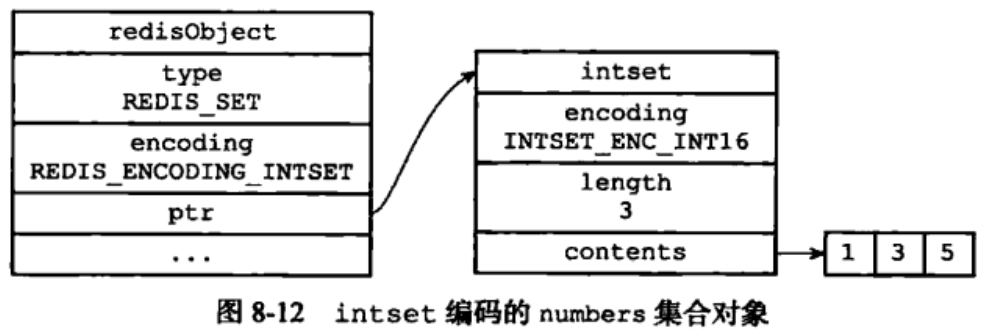 redisObject
type
REDIS_SET
encoding
REDIS_ENCODING_INTSET
ptr
...
intset
encoding
INTSET_ENC_INT16
length
3
contents
1 3 5
图 8-12 intset 编码的 numbers 集合对象